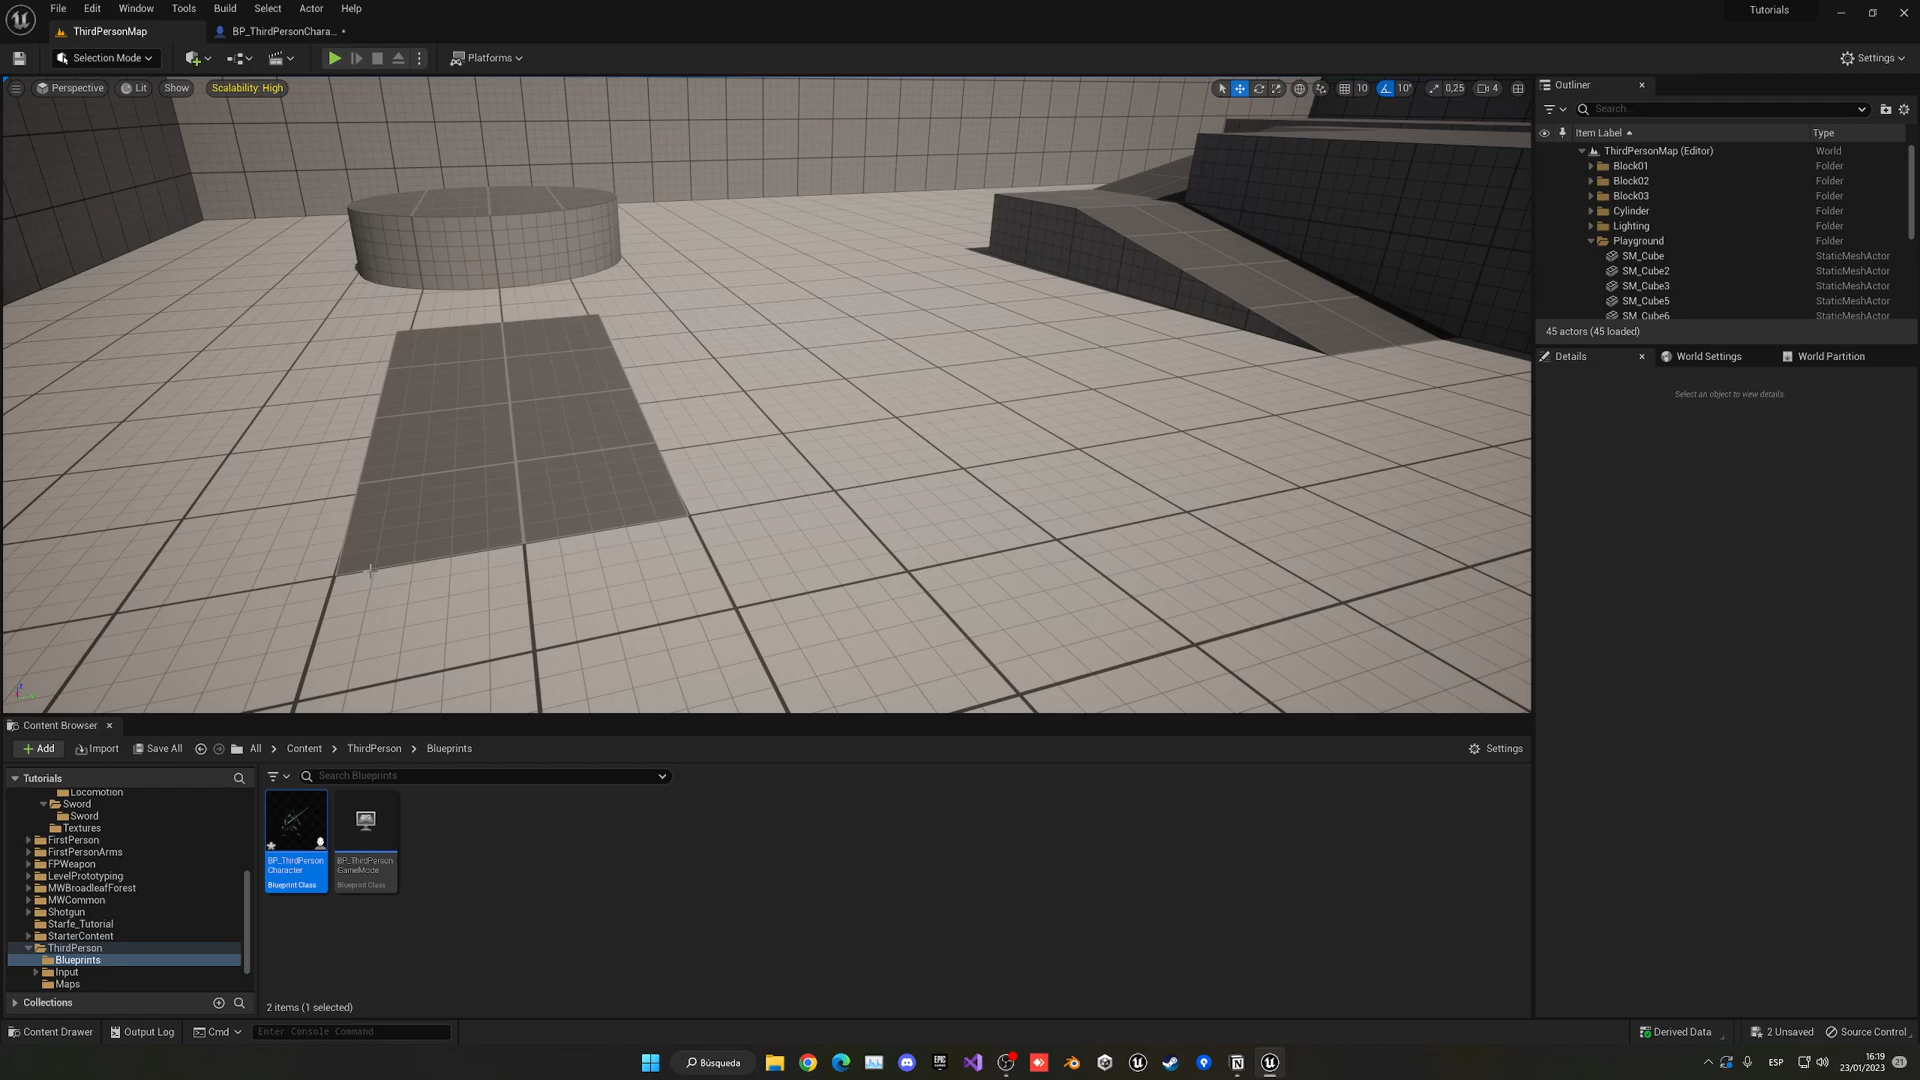 File Edit Window Tools Build Select Actor Help
Tutorials
ThirdPersonMap
BP_ThirdPersonChara...
Selection Mode
Platforms
Settings
Perspective
Lit
Show
Scalability: High
10
10°
0,25
4
Outliner
Search...
Item Label
Type
ThirdPersonMap (Editor) World
Block01 Folder
Block02 Folder
Block03 Folder
Cylinder Folder
Lighting Folder
Playground Folder
SM_Cube StaticMeshActor
SM_Cube2 StaticMeshActor
SM_Cube3 StaticMeshActor
SM_Cube5 StaticMeshActor
SM_Cube6 StaticMeshActor
45 actors (45 loaded)
Details
World Settings
World Partition
Select an object to view details.
Content Browser
Add
Import
Save All
All
Content
ThirdPerson
Blueprints
Settings
Tutorials
Search Blueprints
Locomotion
Sword
Sword
Textures
FirstPerson
FirstPersonArms
FPWeapon
LevelPrototyping
MWBroadleafForest
MWCommon
Shotgun
Starfe_Tutorial
StarterContent
ThirdPerson
Blueprints
Input
Maps
Collections
BP_ThirdPerson
Character
Blueprint Class
BP_ThirdPerson
GameMode
Blueprint Class
2 items (1 selected)
Content Drawer
Output Log
Cmd
Enter Console Command
Derived Data
2 Unsaved
Source Control
Búsqueda
ESP
16:19
23/01/2023
21